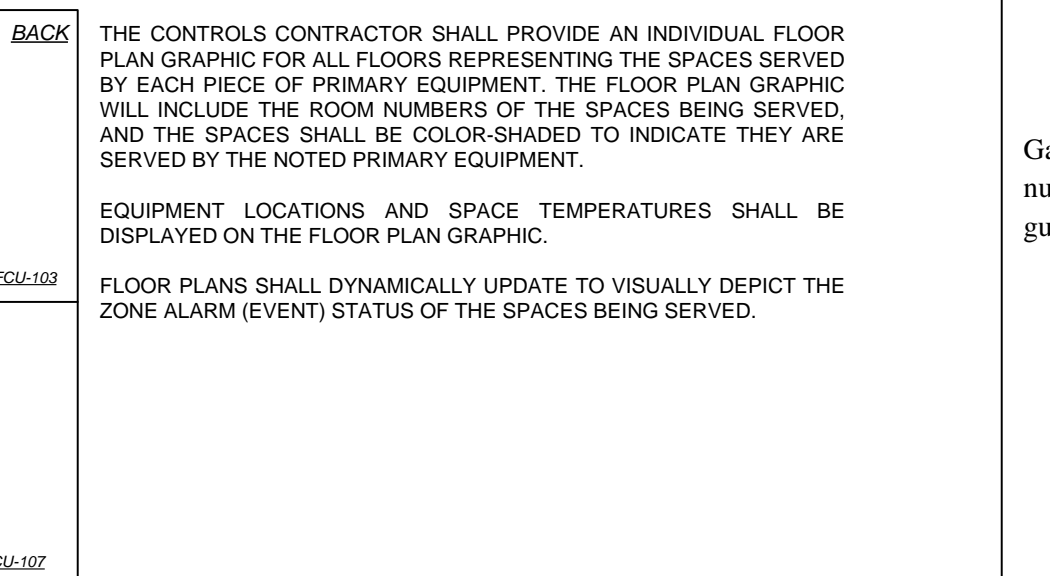 BACK
THE CONTROLS CONTRACTOR SHALL PROVIDE AN INDIVIDUAL FLOOR
PLAN GRAPHIC FOR ALL FLOORS REPRESENTING THE SPACES SERVED
BY EACH PIECE OF PRIMARY EQUIPMENT. THE FLOOR PLAN GRAPHIC
WILL INCLUDE THE ROOM NUMBERS OF THE SPACES BEING SERVED,
AND THE SPACES SHALL BE COLOR-SHADED TO INDICATE THEY ARE
SERVED BY THE NOTED PRIMARY EQUIPMENT.
EQUIPMENT LOCATIONS AND SPACE TEMPERATURES SHALL BE
DISPLAYED ON THE FLOOR PLAN GRAPHIC.
FLOOR PLANS SHALL DYNAMICALLY UPDATE TO VISUALLY DEPICT THE
ZONE ALARM (EVENT) STATUS OF THE SPACES BEING SERVED.
FCU-103